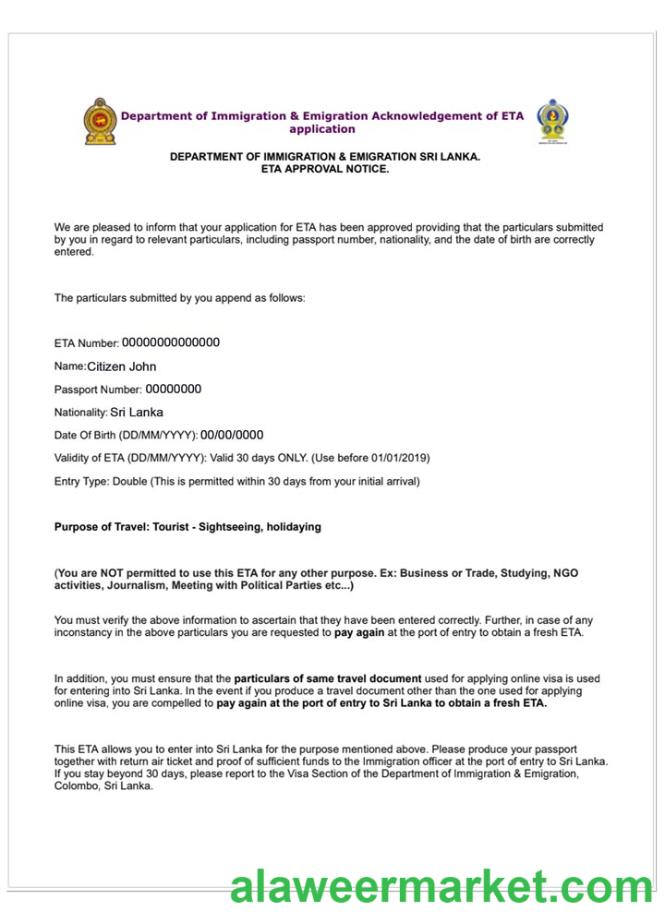 Department of Immigration & Emigration Acknowledgement of ETA
application
DEPARTMENT OF IMMIGRATION & EMIGRATION SRI LANKA.
ETA APPROVAL NOTICE.
We are pleased to inform that your application for ETA has been approved providing that the particulars submitted
by you in regard to relevant particulars, including passport number, nationality, and the date of birth are correctly
entered.
The particulars submitted by you append as follows:
ETA Number: 00000000000000
Name:Citizen John
Passport Number: 00000000
Nationality: Sri Lanka
Date Of Birth (DD/MM/YYYY): 00/00/0000
Validity of ETA (DD/MM/YYYY): Valid 30 days ONLY. (Use before 01/01/2019)
Entry Type: Double (This is permitted within 30 days from your initial arrival)
Purpose of Travel: Tourist - Sightseeing, holidaying
(You are NOT permitted to use this ETA for any other purpose. Ex: Business or Trade, Studying, NGO
activities, Journalism, Meeting with Political Parties etc...)
You must verify the above information to ascertain that they have been entered correctly. Further, in case of any
inconstancy in the above particulars you are requested to pay again at the port of entry to obtain a fresh ETA.
In addition, you must ensure that the particulars of same travel document used for applying online visa is used
for entering into Sri Lanka. In the event if you produce a travel document other than the one used for applying
online visa, you are compelled to pay again at the port of entry to Sri Lanka to obtain a fresh ETA.
This ETA allows you to enter into Sri Lanka for the purpose mentioned above. Please produce your passport
together with return air ticket and proof of sufficient funds to the Immigration officer at the port of entry to Sri Lanka.
If you stay beyond 30 days, please report to the Visa Section of the Department of Immigration & Emigration,
Colombo, Sri Lanka.
alaweermarket.com